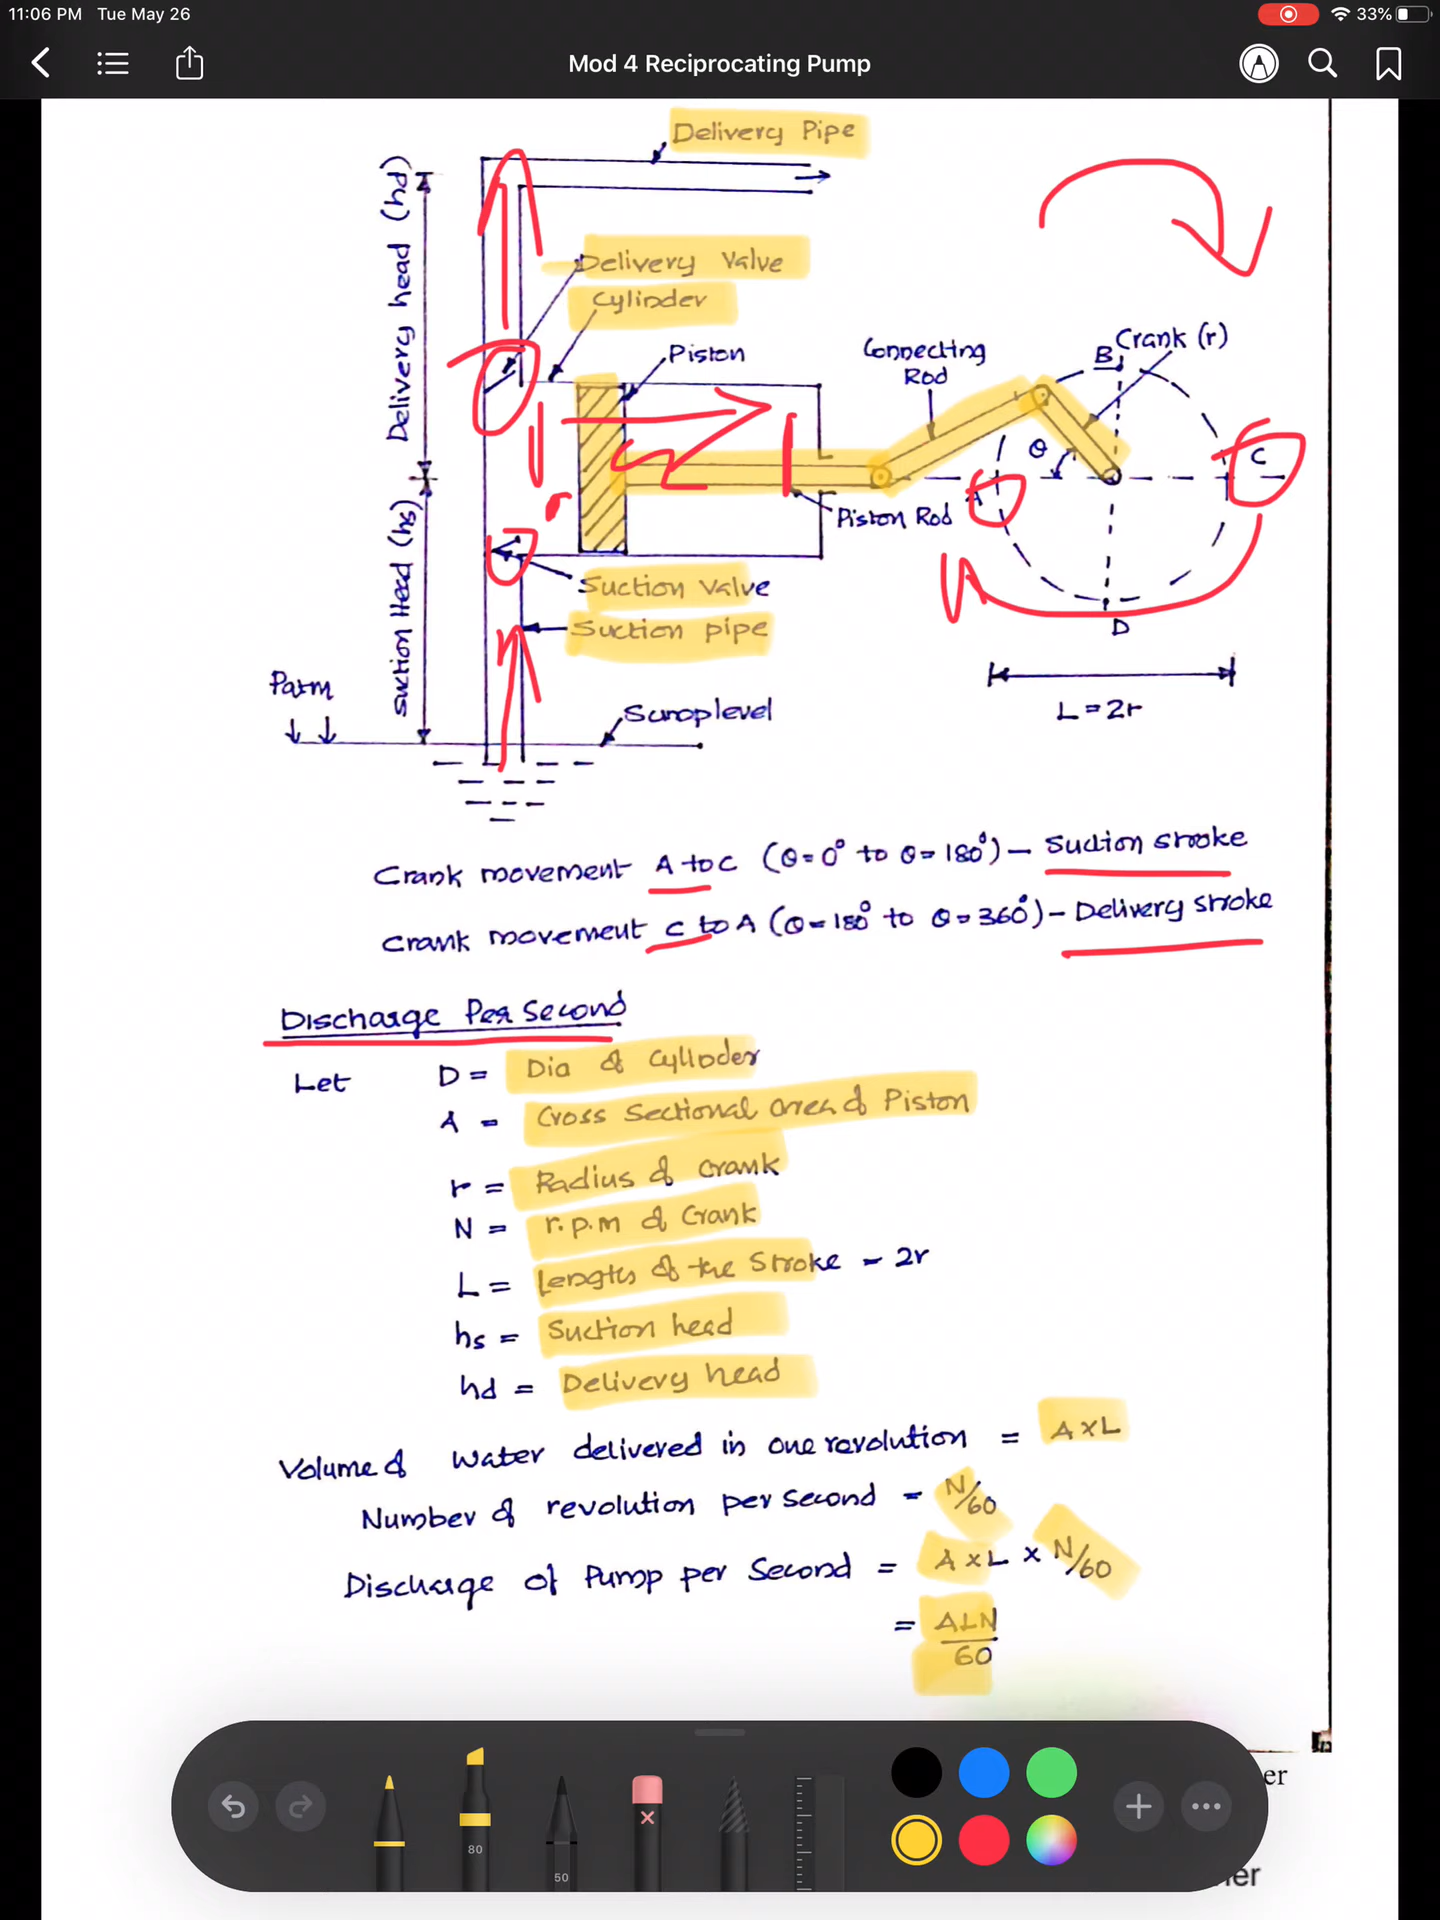 11:06 PM Tue May 26
33%
Mod 4 Reciprocating Pump
Delivery Pipe
Delivery head (hd)
Delivery Valve
Cylinder
Piston
Connecting Rod
Crank (r)
B
θ
A
C
Piston Rod
Suction Head (hs)
Suction valve
Suction pipe
D
Patm
Sump level
L = 2r
Crank movement A to C (θ = 0° to θ = 180°) – Suction stroke
Crank movement C to A (θ = 180° to θ = 360°) – Delivery stroke
Discharge Per Second
Let D = Dia of Cylinder
A = Cross Sectional area of Piston
r = Radius of crank
N = r.p.m of Crank
L = Length of the Stroke – 2r
hs = Suction head
hd = Delivery head
Volume of Water delivered in one revolution = A×L
Number of revolution per second = N/60
Discharge of Pump per Second = A×L × N/60
= ALN
60
80
50
er
er